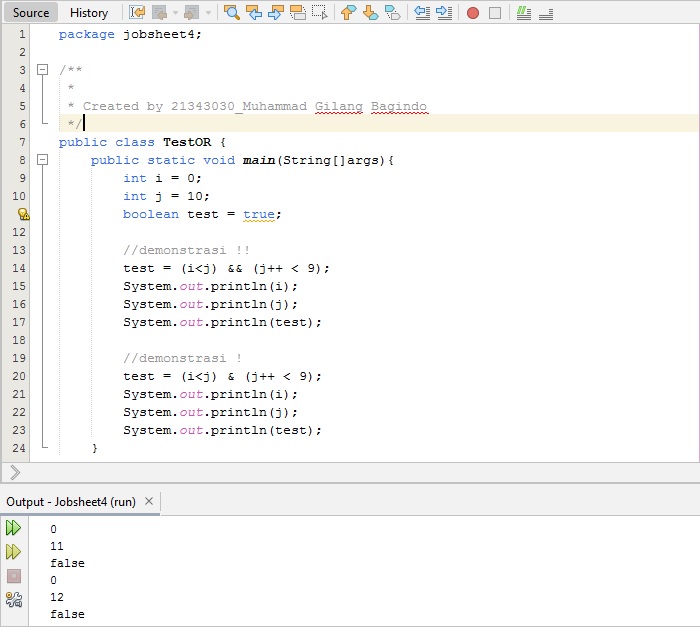 Source History
1 package jobsheet4;
2
3 /**
4 *
5 * Created by 21343030_Muhammad Gilang Bagindo
6 */
7 public class TestOR {
8 public static void main(String[]args){
9 int i = 0;
10 int j = 10;
boolean test = true;
12
13 //demonstrasi !!
14 test = (i<j) && (j++ < 9);
15 System.out.println(i);
16 System.out.println(j);
17 System.out.println(test);
18
19 //demonstrasi !
20 test = (i<j) & (j++ < 9);
21 System.out.println(i);
22 System.out.println(j);
23 System.out.println(test);
24 }
Output - Jobsheet4 (run)
0
11
false
0
12
false